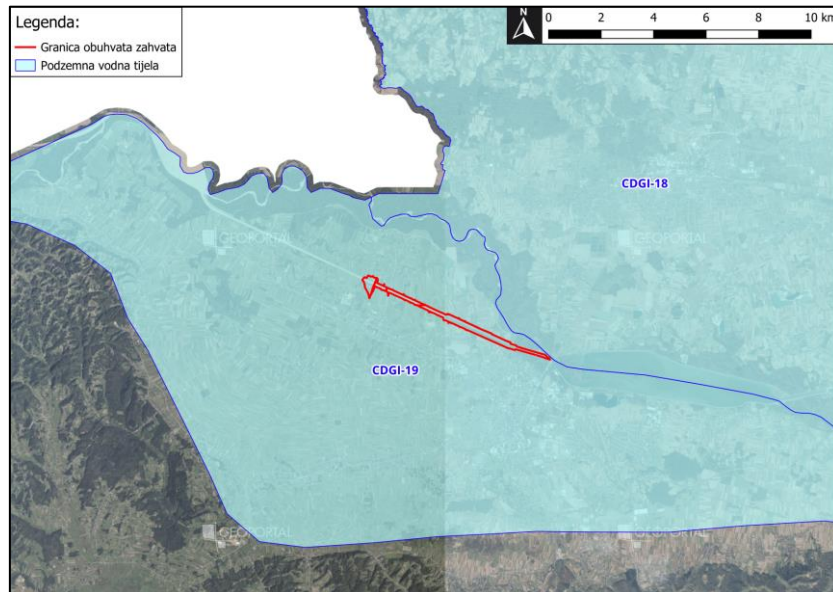 Legenda:
Granica obuhvata zahvata
Podzemna vodna tijela
N
0 2 4 6 8 10 km
CDGI-18
GEOPORTAL
GEOPORTAL
CDGI-19
GEOPORTAL
GEOPORTAL